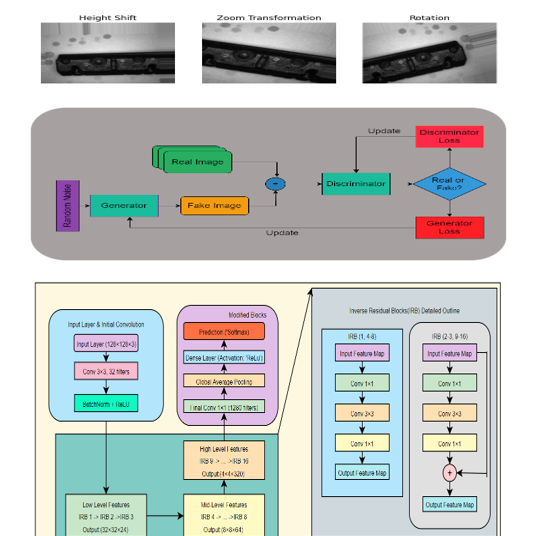 Height Shift
Zoom Transformation
Rotation
Update
Discriminator
Loss
Real Image
Random Noise
Generator
Fake Image
+
Discriminator
Real or
Fake?
Generator
Loss
Update
Input Layer & Initial Convolution
Input Layer (128×128×3)
Conv 3×3, 32 filters
BatchNorm + ReLU
Modified Blocks
Prediction ('Softmax)
Dense Layer (Activation: 'ReLu')
Global Average Pooling
Final Conv 1×1 (1280 filters)
High Level Features
IRB 9 -> ... ->IRB 16
Output (4×4×320)
Low Level Features
IRB 1 -> IRB 2 ->IRB 3
Output (32×32×24)
Mid Level Features
IRB 4 -> ... ->IRB 8
Output (8×8×64)
Inverse Residual Blocks(IRB) Detailed Outline
IRB (1, 4-8)
Input Feature Map
Conv 1×1
Conv 3×3
Conv 1×1
Output Feature Map
IRB (2-3, 9-16)
Input Feature Map
Conv 1×1
Conv 3×3
Conv 1×1
+
Output Feature Map